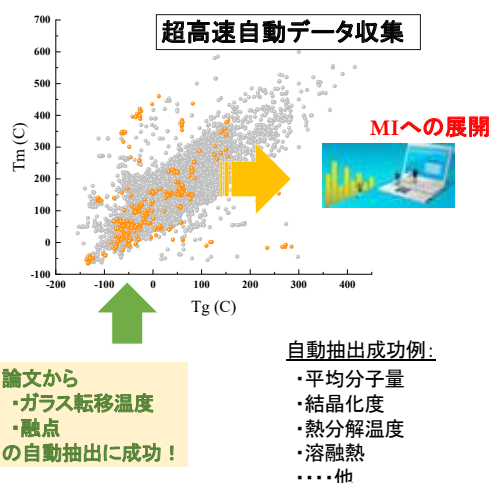 超高速自動データ収集
700
600
500
400
300
200
100
0
-100
Tm (C)
-200
-100
0
100
200
300
400
Tg (C)
MIへの展開
論文から
・ガラス転移温度
・融点
の自動抽出に成功！
自動抽出成功例：
・平均分子量
・結晶化度
・熱分解温度
・溶融熱
・・・・他